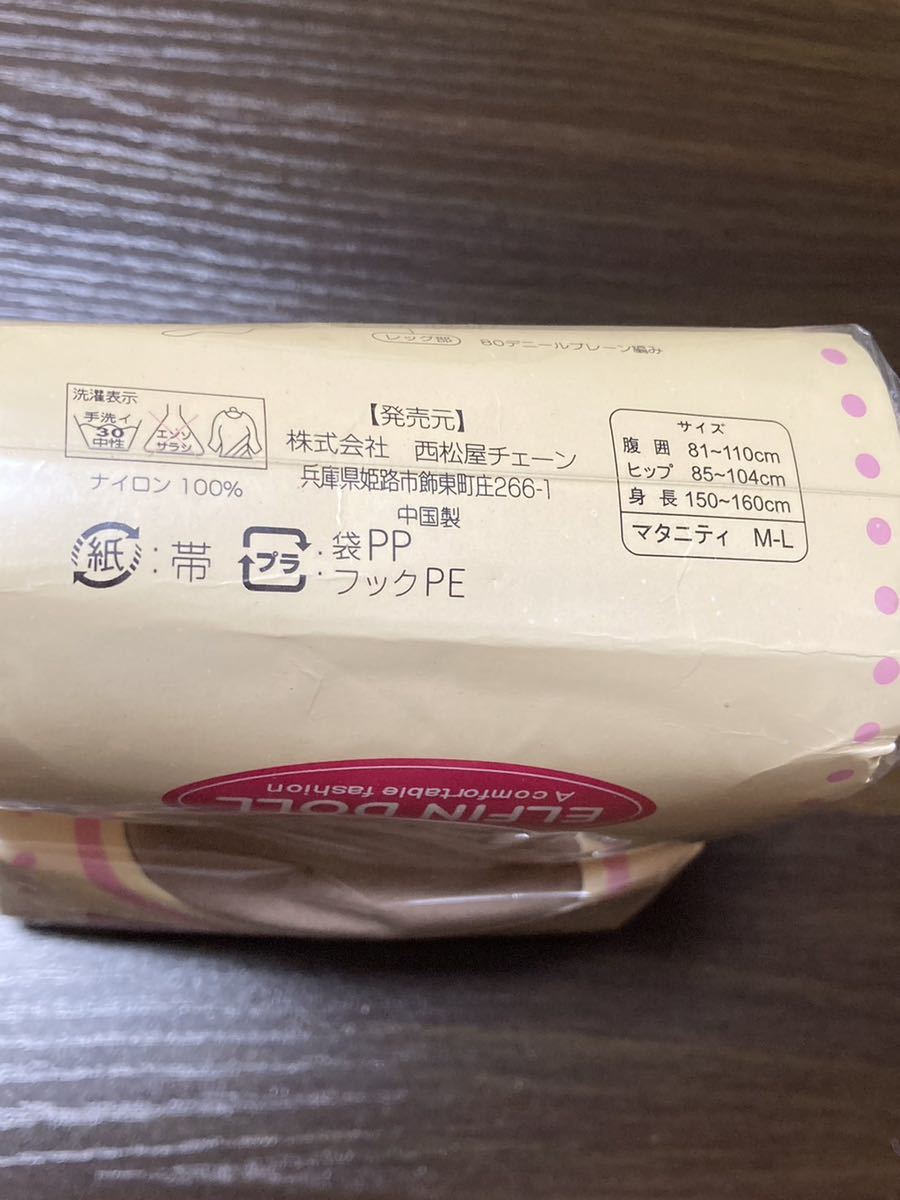 レッグ部 80デニールプレーン編み
洗濯表示
手洗イ
30
中性
エンソ
サラシ
ナイロン 100%
【発売元】
株式会社 西松屋チェーン
兵庫県姫路市飾東町庄266-1
中国製
サイズ
腹囲 81~110cm
ヒップ 85~104cm
身長 150~160cm
マタニティ M-L
紙:帯
プラ:袋PP
フックPE
ELFIN DOLL
A comfortable fashion